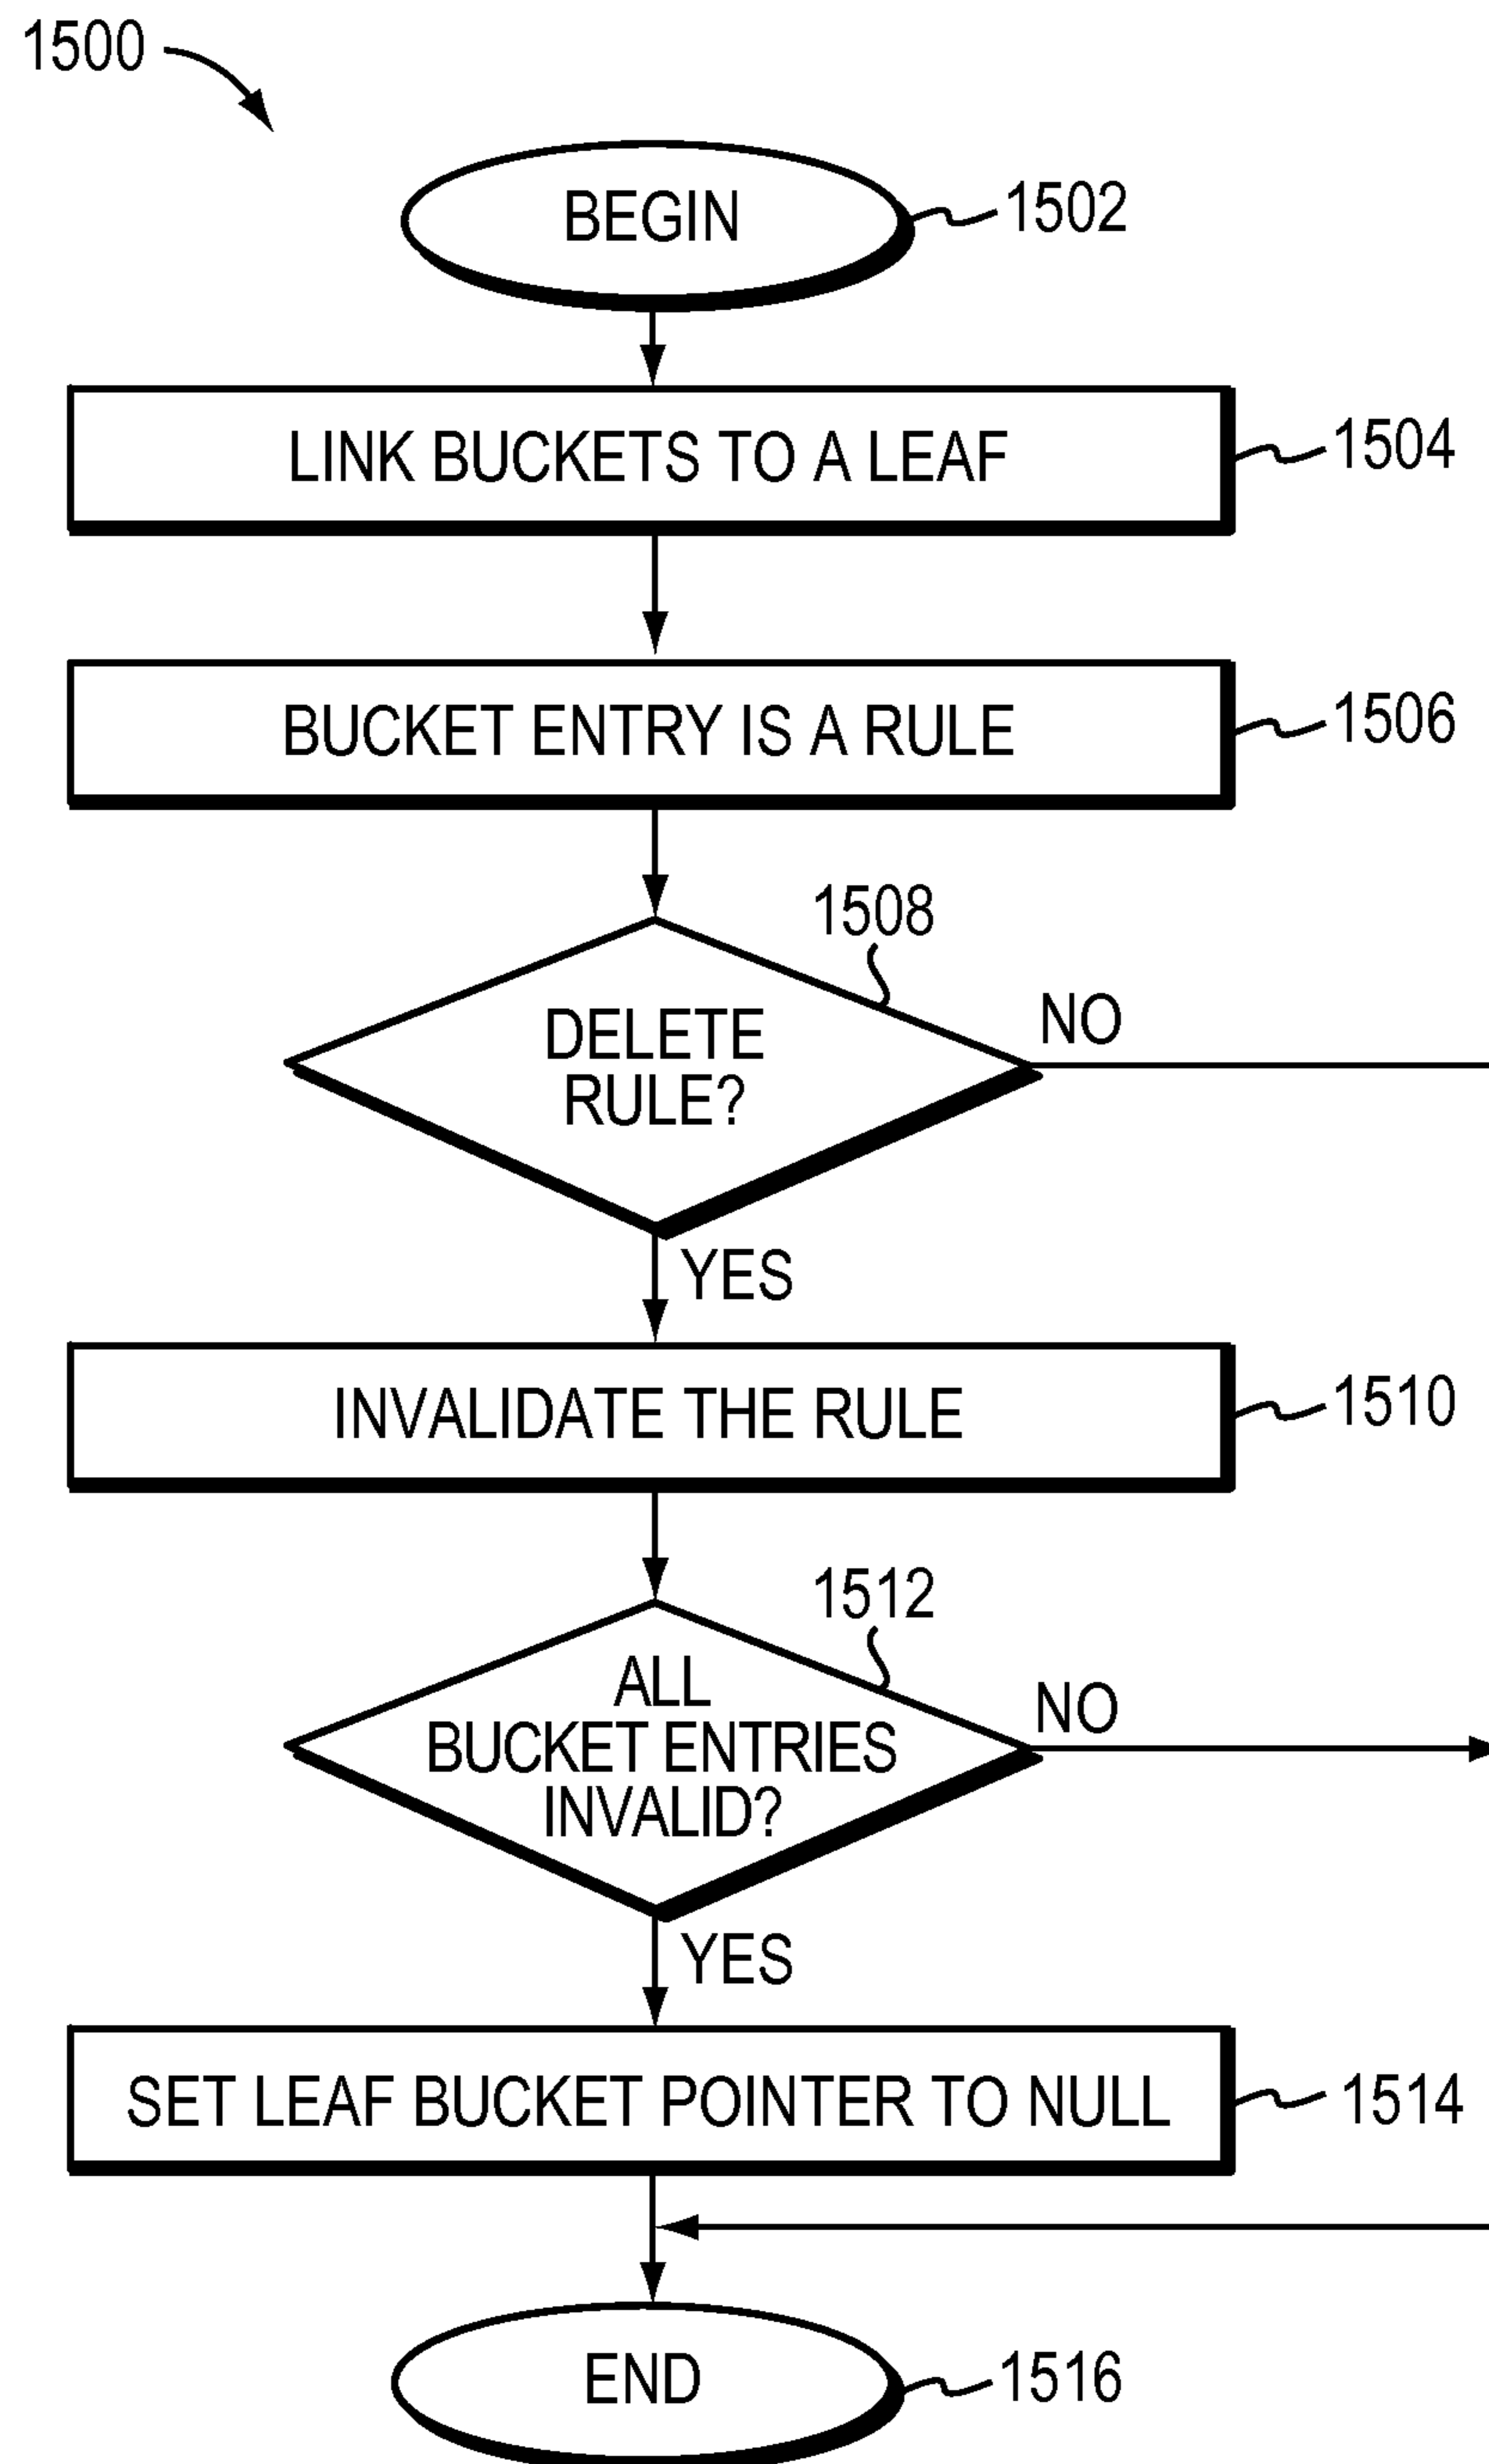 1500
BEGIN
1502
LINK BUCKETS TO A LEAF
1504
BUCKET ENTRY IS A RULE
1506
1508
DELETE
RULE?
NO
YES
INVALIDATE THE RULE
1510
1512
ALL
BUCKET ENTRIES
INVALID?
NO
YES
SET LEAF BUCKET POINTER TO NULL
1514
END
1516